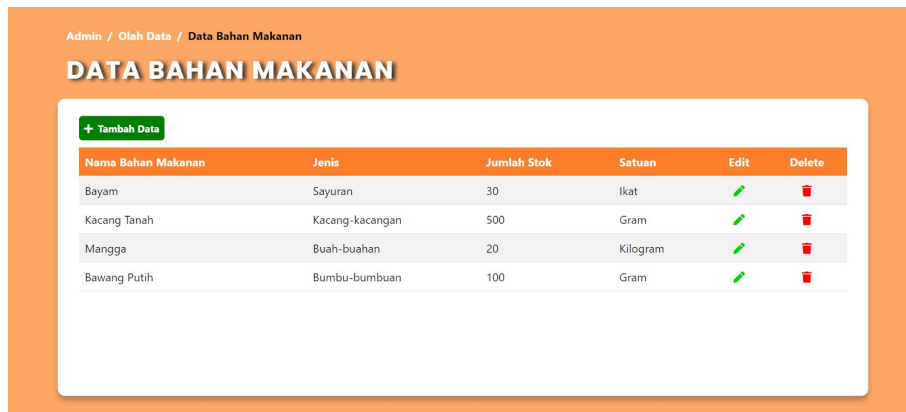 Admin / Olah Data / Data Bahan Makanan
DATA BAHAN MAKANAN
+ Tambah Data
Nama Bahan Makanan Jenis Jumlah Stok Satuan Edit Delete
Bayam Sayuran 30 Ikat
Kacang Tanah Kacang-kacangan 500 Gram
Mangga Buah-buahan 20 Kilogram
Bawang Putih Bumbu-bumbuan 100 Gram